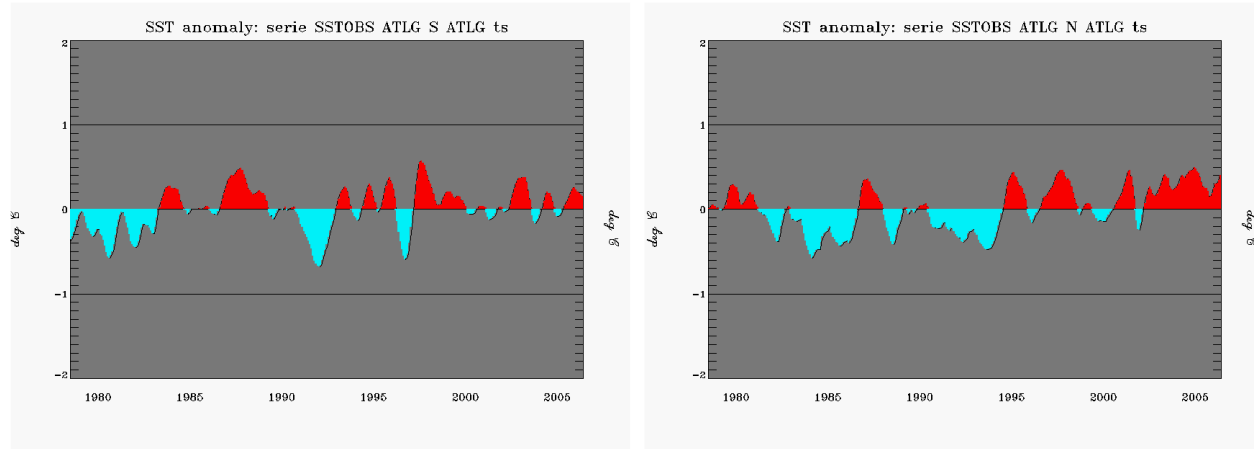 SST anomaly: serie SSTOBS ATLG S ATLG ts
2
1
0
-1
-2
deg C
deg C
1980 1985 1990 1995 2000 2005
SST anomaly: serie SSTOBS ATLG N ATLG ts
2
1
0
-1
-2
deg C
deg C
1980 1985 1990 1995 2000 2005